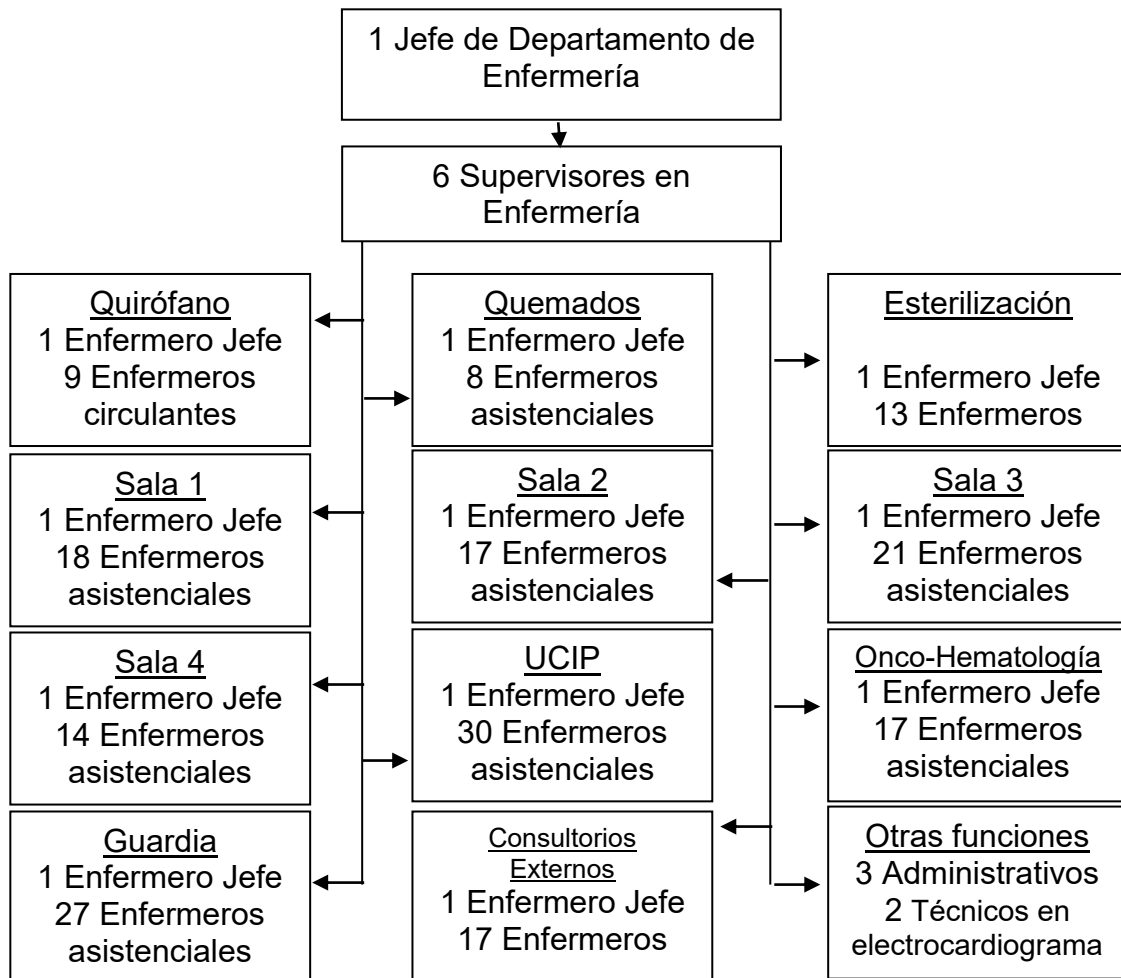 1 Jefe de Departamento de
Enfermería
6 Supervisores en
Enfermería
Quirófano
1 Enfermero Jefe
9 Enfermeros
circulantes
Quemados
1 Enfermero Jefe
8 Enfermeros
asistenciales
Esterilización
1 Enfermero Jefe
13 Enfermeros
Sala 1
1 Enfermero Jefe
18 Enfermeros
asistenciales
Sala 2
1 Enfermero Jefe
17 Enfermeros
asistenciales
Sala 3
1 Enfermero Jefe
21 Enfermeros
asistenciales
Sala 4
1 Enfermero Jefe
14 Enfermeros
asistenciales
UCIP
1 Enfermero Jefe
30 Enfermeros
asistenciales
Onco-Hematología
1 Enfermero Jefe
17 Enfermeros
asistenciales
Guardia
1 Enfermero Jefe
27 Enfermeros
asistenciales
Consultorios
Externos
1 Enfermero Jefe
17 Enfermeros
Otras funciones
3 Administrativos
2 Técnicos en
electrocardiograma